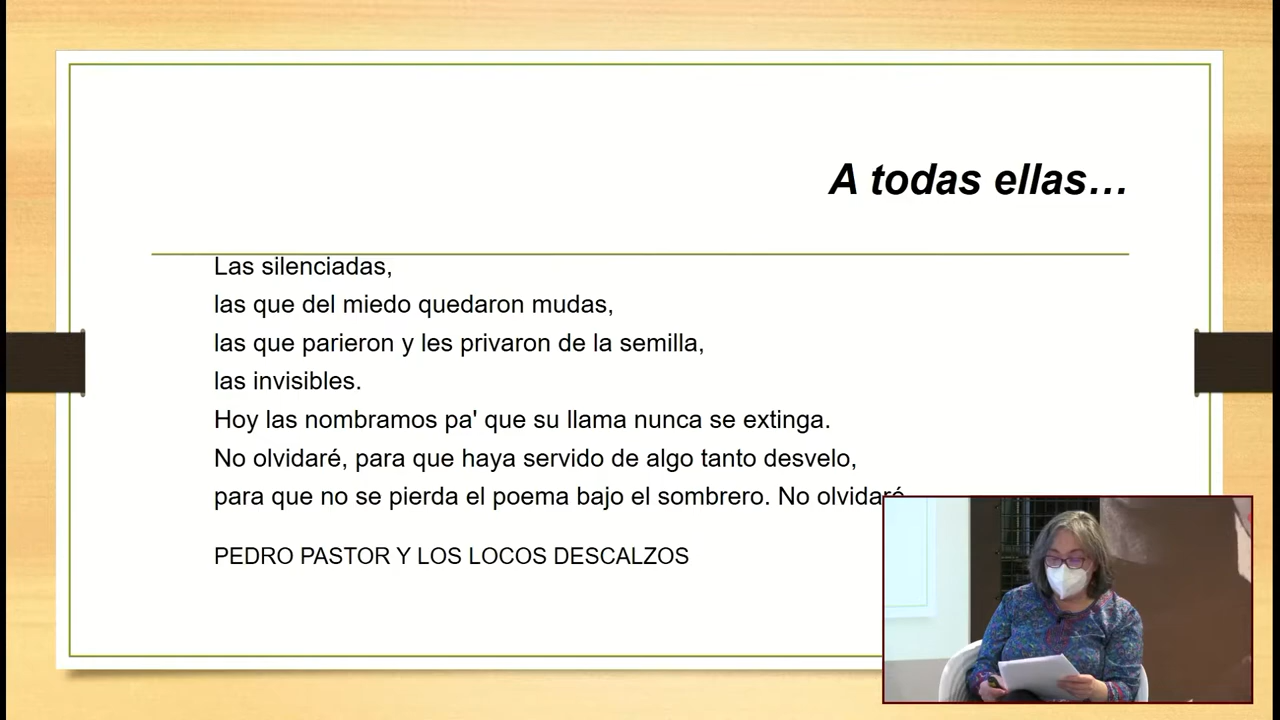 A todas ellas…
Las silenciadas,
las que del miedo quedaron mudas,
las que parieron y les privaron de la semilla,
las invisibles.
Hoy las nombramos pa' que su llama nunca se extinga.
No olvidaré, para que haya servido de algo tanto desvelo,
para que no se pierda el poema bajo el sombrero. No olvidaré
PEDRO PASTOR Y LOS LOCOS DESCALZOS